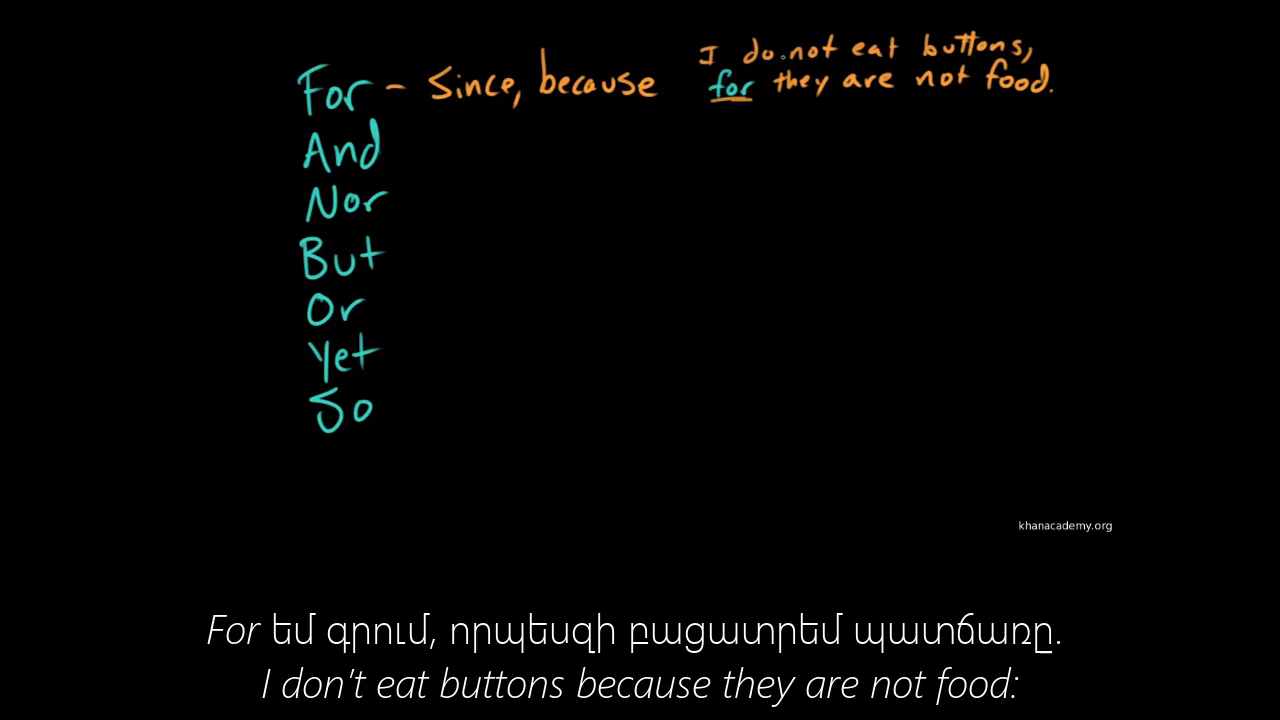 For - Since, because
I do not eat buttons,
for they are not food.
And
Nor
But
Or
Yet
So
khanacademy.org
For եմ գրում, որպեսզի բացատրեմ պատճառը.
I don't eat buttons because they are not food: